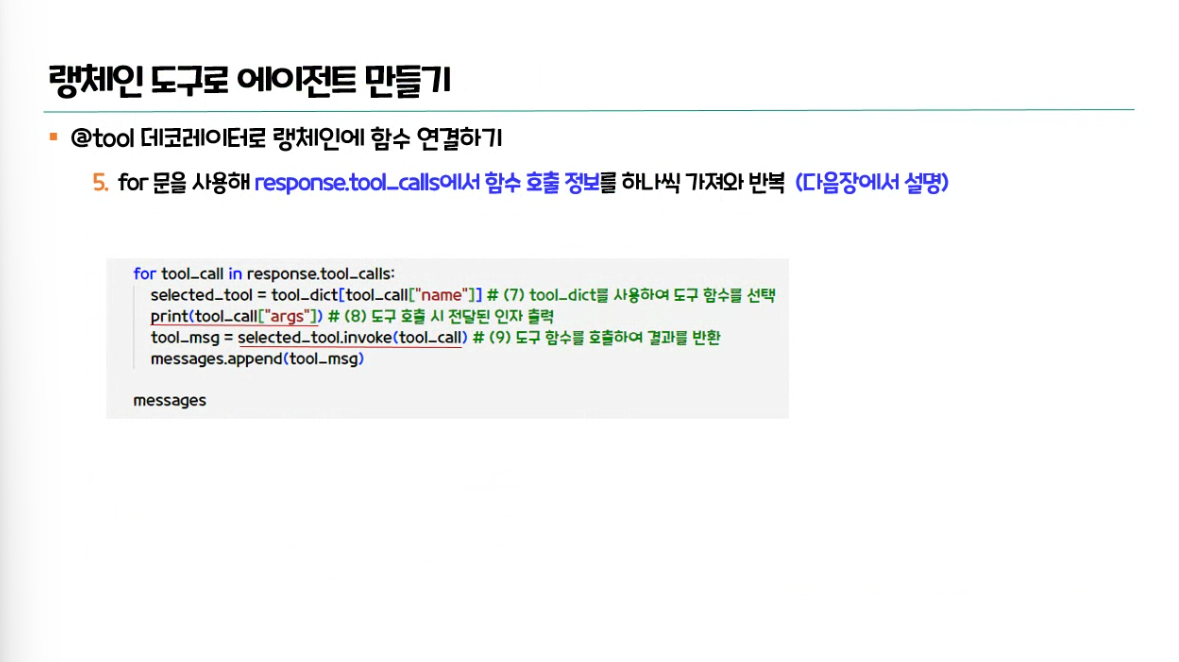 랭체인 도구로 에이전트 만들기
▪ @tool 데코레이터로 랭체인에 함수 연결하기
5. for 문을 사용해 response.tool_calls에서 함수 호출 정보를 하나씩 가져와 반복 (다음장에서 설명)
for tool_call in response.tool_calls:
selected_tool = tool_dict[tool_call["name"]] # (7) tool_dict를 사용하여 도구 함수를 선택
print(tool_call["args"]) # (8) 도구 호출 시 전달된 인자 출력
tool_msg = selected_tool.invoke(tool_call) # (9) 도구 함수를 호출하여 결과를 반환
messages.append(tool_msg)
messages